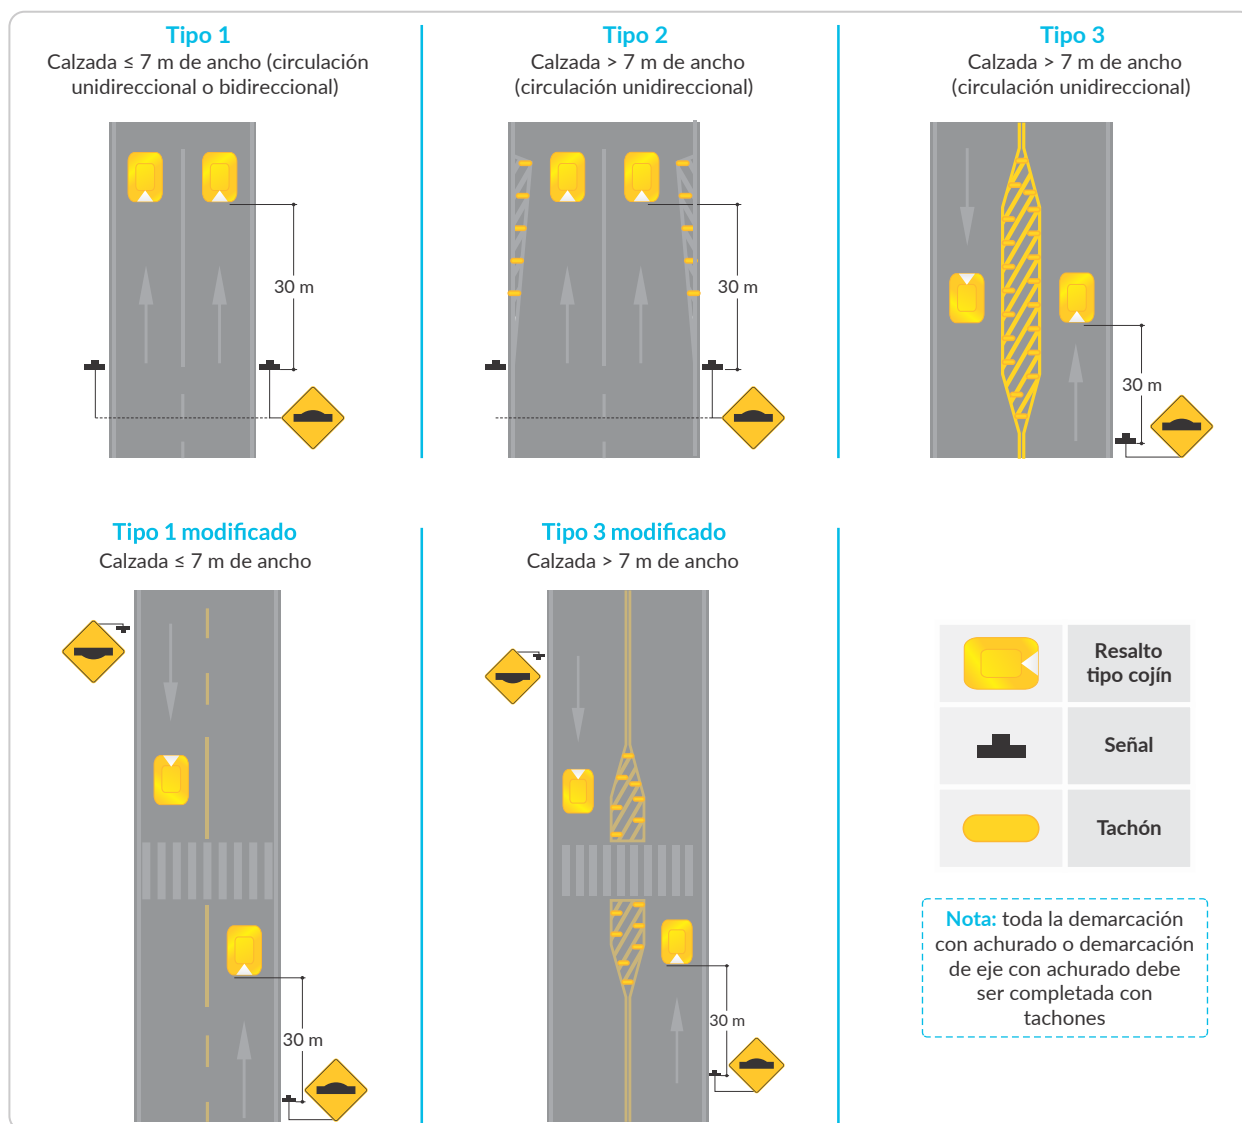 Tipo 1
Calzada ≤ 7 m de ancho (circulación
unidireccional o bidireccional)
30 m
Tipo 2
Calzada > 7 m de ancho
(circulación unidireccional)
30 m
Tipo 3
Calzada > 7 m de ancho
(circulación unidireccional)
30 m
Tipo 1 modificado
Calzada ≤ 7 m de ancho
30 m
Tipo 3 modificado
Calzada > 7 m de ancho
30 m
Resalto
tipo cojín
Señal
Tachón
Nota: toda la demarcación
con achurado o demarcación
de eje con achurado debe
ser completada con
tachones